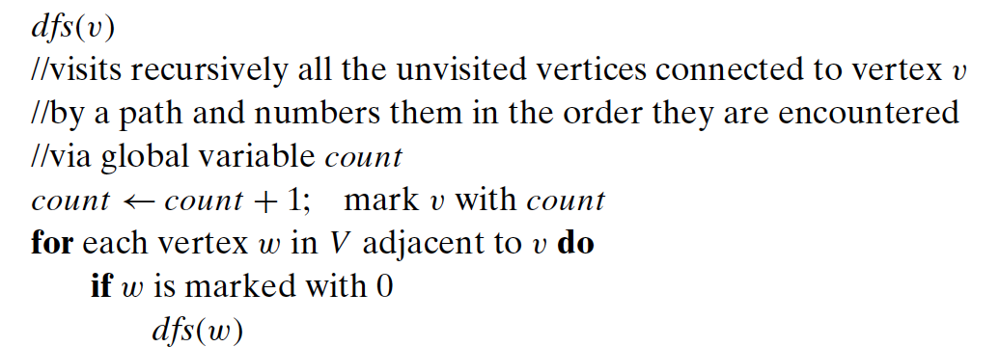 dfs(v)
//visits recursively all the unvisited vertices connected to vertex v
//by a path and numbers them in the order they are encountered
//via global variable count
count ← count + 1; mark v with count
for each vertex w in V adjacent to v do
if w is marked with 0
dfs(w)